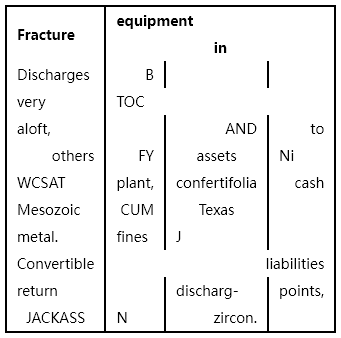 Fracture equipment
in
Discharges B
very TOC
aloft, AND to
others FY assets Ni
WCSAT plant, confertifolia cash
Mesozoic CUM Texas
metal. fines J
Convertible liabilities
return discharg- points,
JACKASS N zircon.